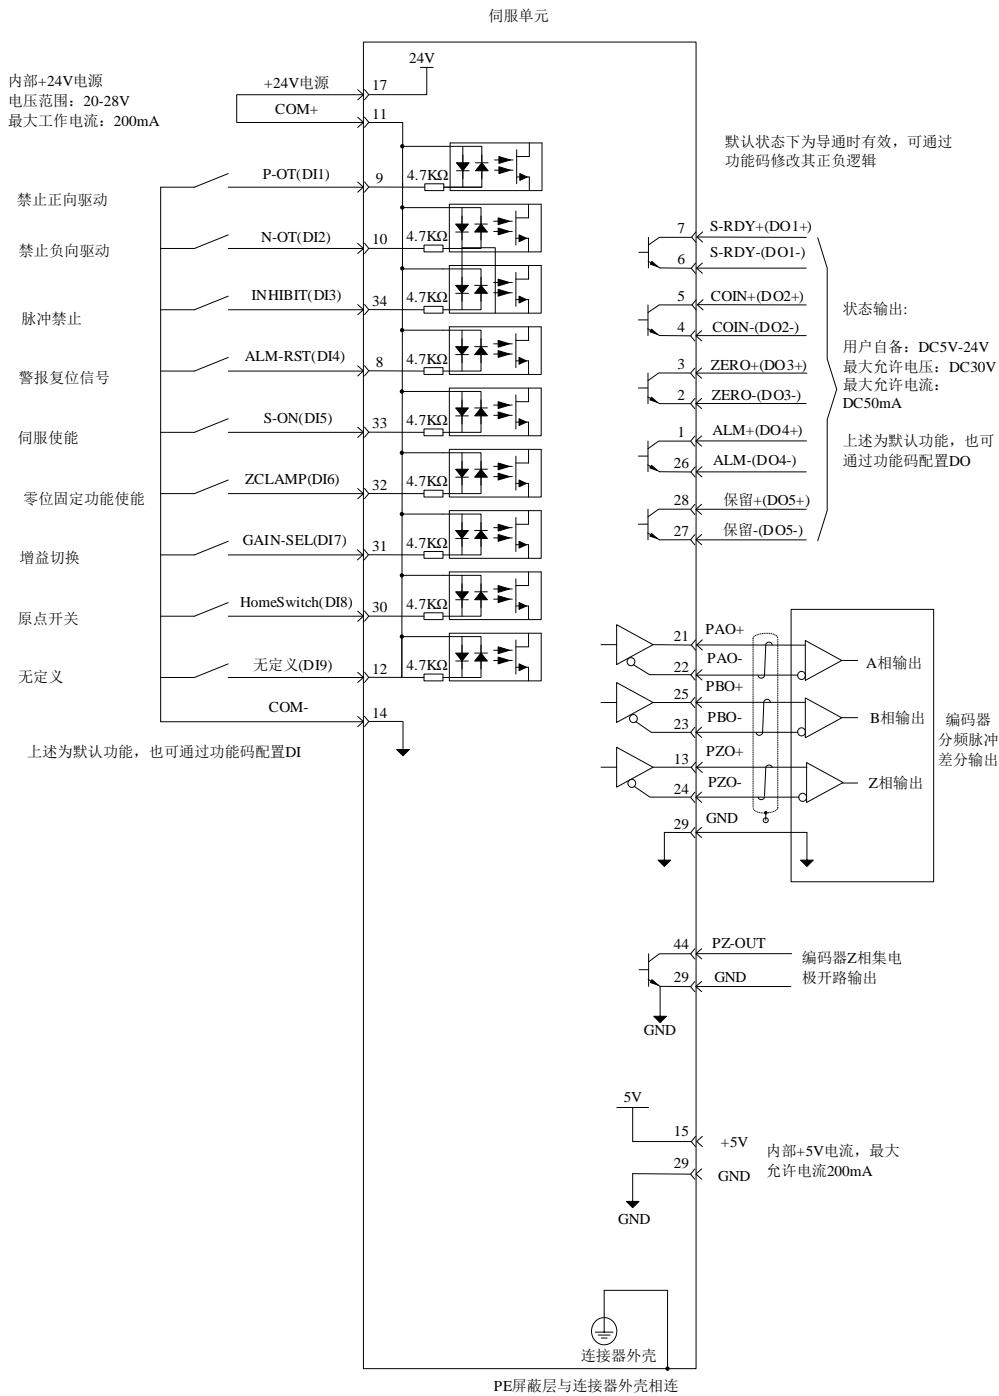 伺服单元
24V
内部+24V电源
电压范围：20-28V
最大工作电流：200mA
+24V电源
17
COM+
11
禁止正向驱动
P-OT(DI1)
9
4.7KΩ
禁止负向驱动
N-OT(DI2)
10
4.7KΩ
脉冲禁止
INHIBIT(DI3)
34
4.7KΩ
警报复位信号
ALM-RST(DI4)
8
4.7KΩ
伺服使能
S-ON(DI5)
33
4.7KΩ
零位固定功能使能
ZCLAMP(DI6)
32
4.7KΩ
增益切换
GAIN-SEL(DI7)
31
4.7KΩ
原点开关
HomeSwitch(DI8)
30
4.7KΩ
无定义
无定义(DI9)
12
4.7KΩ
COM-
14
上述为默认功能，也可通过功能码配置DI
默认状态下为导通时有效，可通过
功能码修改其正负逻辑
7
S-RDY+(DO1+)
6
S-RDY-(DO1-)
5
COIN+(DO2+)
4
COIN-(DO2-)
3
ZERO+(DO3+)
2
ZERO-(DO3-)
1
ALM+(DO4+)
26
ALM-(DO4-)
28
保留+(DO5+)
27
保留-(DO5-)
状态输出:
用户自备：DC5V-24V
最大允许电压：DC30V
最大允许电流：
DC50mA
上述为默认功能，也可
通过功能码配置DO
21
PAO+
22
PAO-
A相输出
25
PBO+
23
PBO-
B相输出
13
PZO+
24
PZO-
Z相输出
29
GND
编码器
分频脉冲
差分输出
44
PZ-OUT
29
GND
GND
编码器Z相集电
极开路输出
5V
15
+5V
29
GND
GND
内部+5V电流，最大
允许电流200mA
连接器外壳
PE屏蔽层与连接器外壳相连